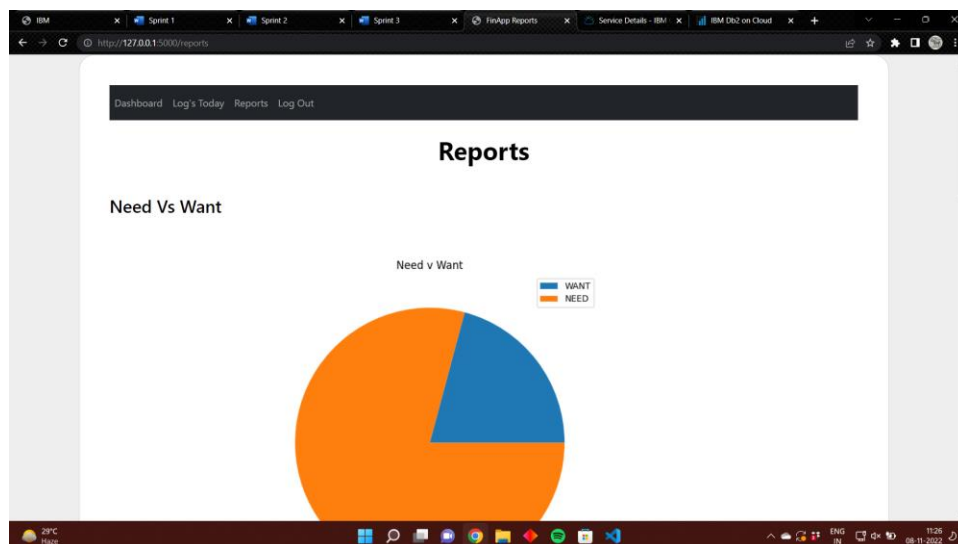 IBM
Sprint 1
Sprint 2
Sprint 3
FinApp Reports
Service Details - IBM
IBM Db2 on Cloud
http://127.0.0.1:5000/reports
Dashboard Log's Today Reports Log Out
Reports
Need Vs Want
Need v Want
WANT
NEED
29°C
Haze
ENG
IN
11:26
08-11-2022